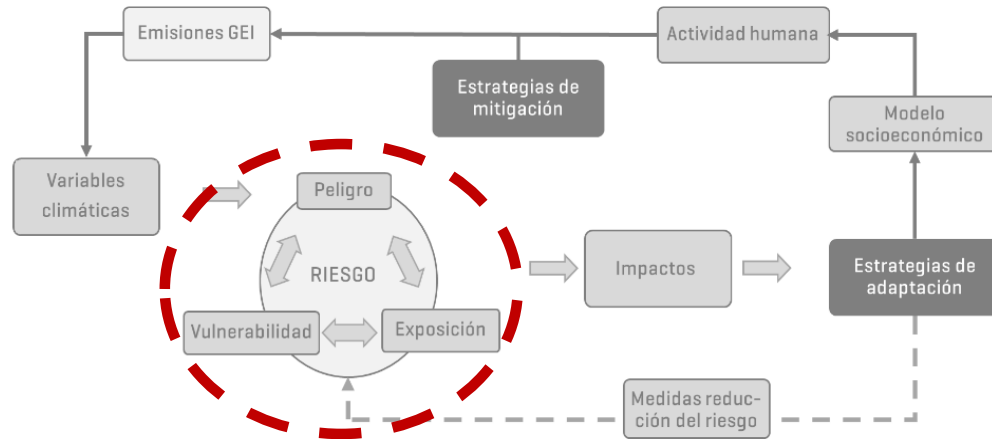 Emisiones GEI
Actividad humana
Estrategias de
mitigación
Modelo
socioeconómico
Variables
climáticas
Peligro
RIESGO
Impactos
Estrategias de
adaptación
Vulnerabilidad
Exposición
Medidas reduc-
ción del riesgo